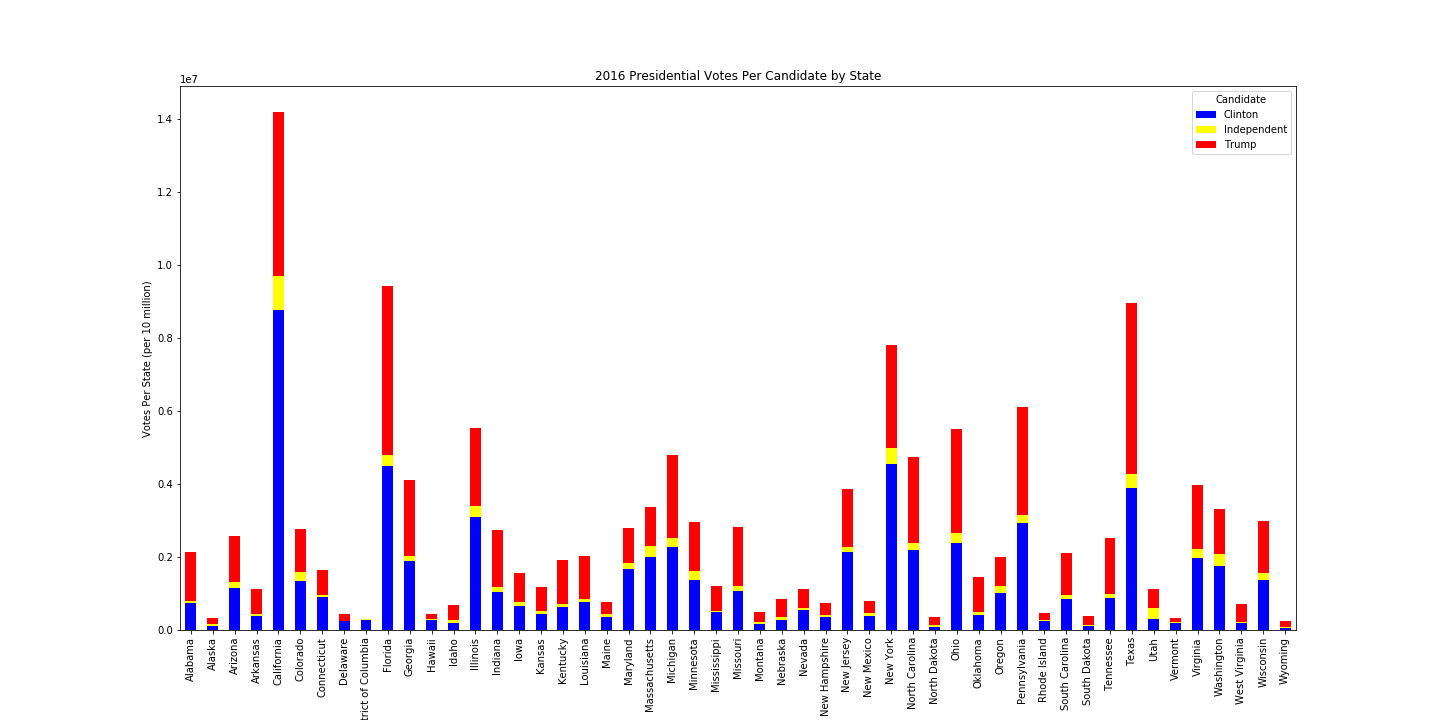 2016 Presidential Votes Per Candidate by State
1e7
Candidate
Clinton
Independent
Trump
1.4
1.2
1.0
0.8
0.6
0.4
0.2
0.0
Votes Per State (per 10 million)
Alabama
Alaska
Arizona
Arkansas
California
Colorado
Connecticut
Delaware
trict of Columbia
Florida
Georgia
Hawaii
Idaho
Illinois
Indiana
Iowa
Kansas
Kentucky
Louisiana
Maine
Maryland
Massachusetts
Michigan
Minnesota
Mississippi
Missouri
Montana
Nebraska
Nevada
New Hampshire
New Jersey
New Mexico
New York
North Carolina
North Dakota
Ohio
Oklahoma
Oregon
Pennsylvania
Rhode Island
South Carolina
South Dakota
Tennessee
Texas
Utah
Vermont
Virginia
Washington
West Virginia
Wisconsin
Wyoming